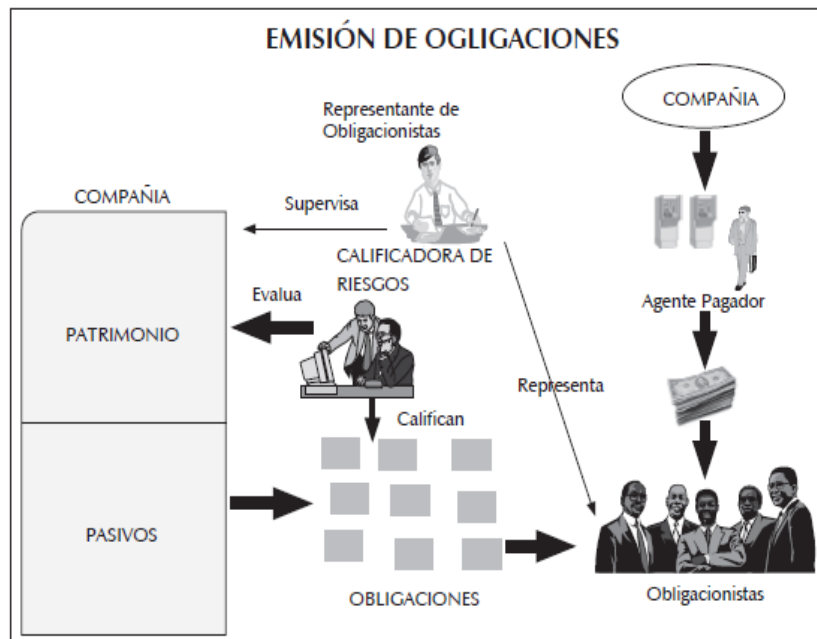 EMISIÓN DE OGLIGACIONES
Representante de
Obligacionistas
COMPAÑIA
COMPAÑIA
Supervisa
CALIFICADORA DE
RIESGOS
Evalua
PATRIMONIO
Agente Pagador
Representa
Califican
PASIVOS
OBLIGACIONES
Obligacionistas